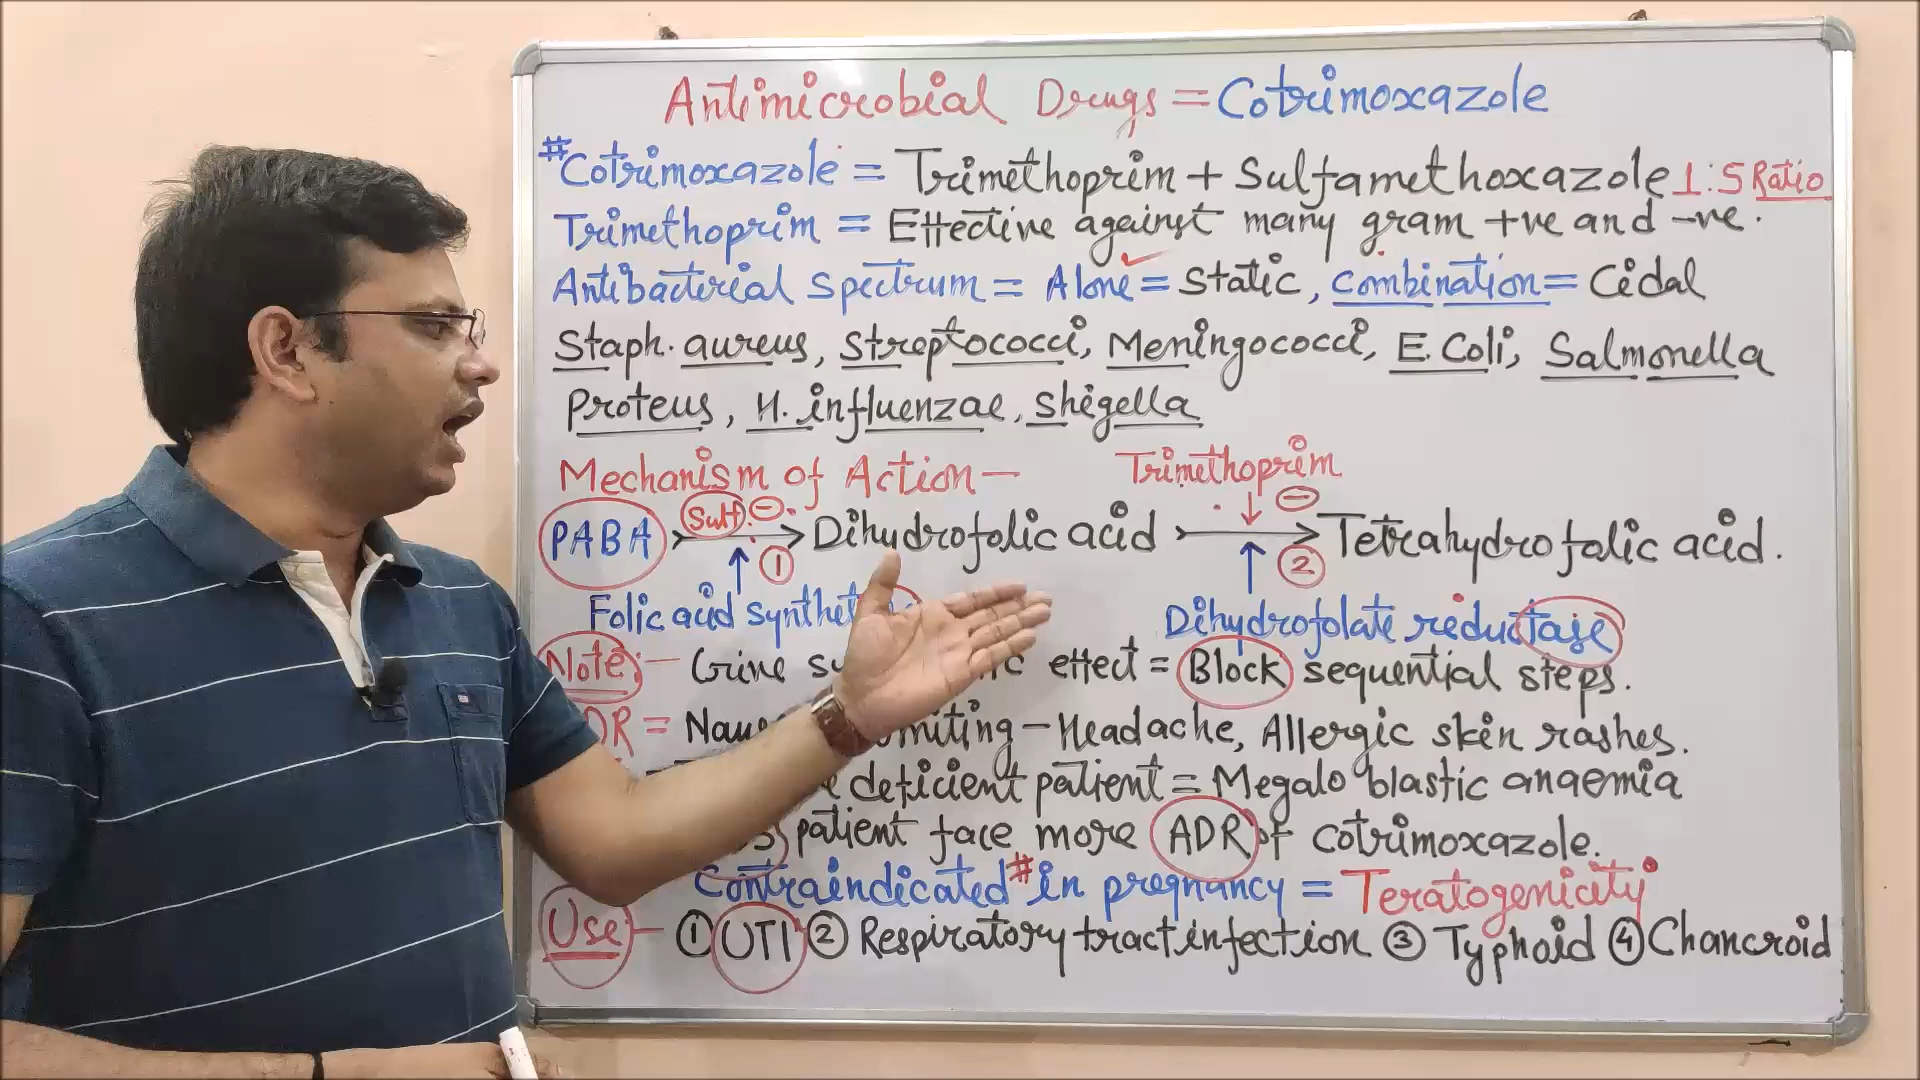 Antimicrobial Drugs = Cotrimoxazole
#Cotrimoxazole = Trimethoprim + Sulfamethoxazole 1:5 Ratio
Trimethoprim = Effective against many gram +ve and -ve.
Antibacterial Spectrum = Alone = Static, Combination = Cidal
Staph. aureus, Streptococci, Meningococci, E. Coli, Salmonella
Proteus, H. influenzae, Shigella
Mechanism of Action — Trimethoprim
PABA Sulf. ⊖ Dihydrofolic acid ⊖ Tetrahydrofolic acid.
① ②
Folic acid Dihydrofolate reductase
Note:- effect = Block sequential steps.
= - Headache, Allergic skin rashes.
deficient patient = Megalo blastic anaemia
patient face more ADR of Cotrimoxazole.
Contraindicated # in pregnancy = Teratogenicity
Use - ① UTI ② Respiratory tract infection ③ Typhoid ④ Chancroid